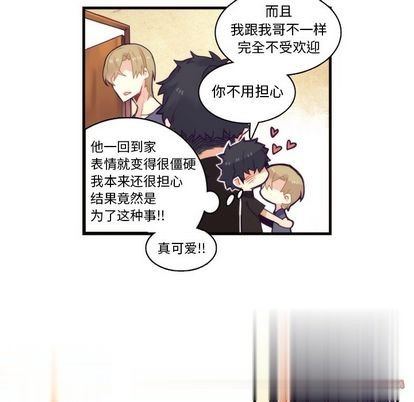 而且
我跟我哥不一样
完全不受欢迎
你不用担心
他一回到家
表情就变得很僵硬
我本来还很担心
结果竟然是
为了这种事!!
真可爱!!